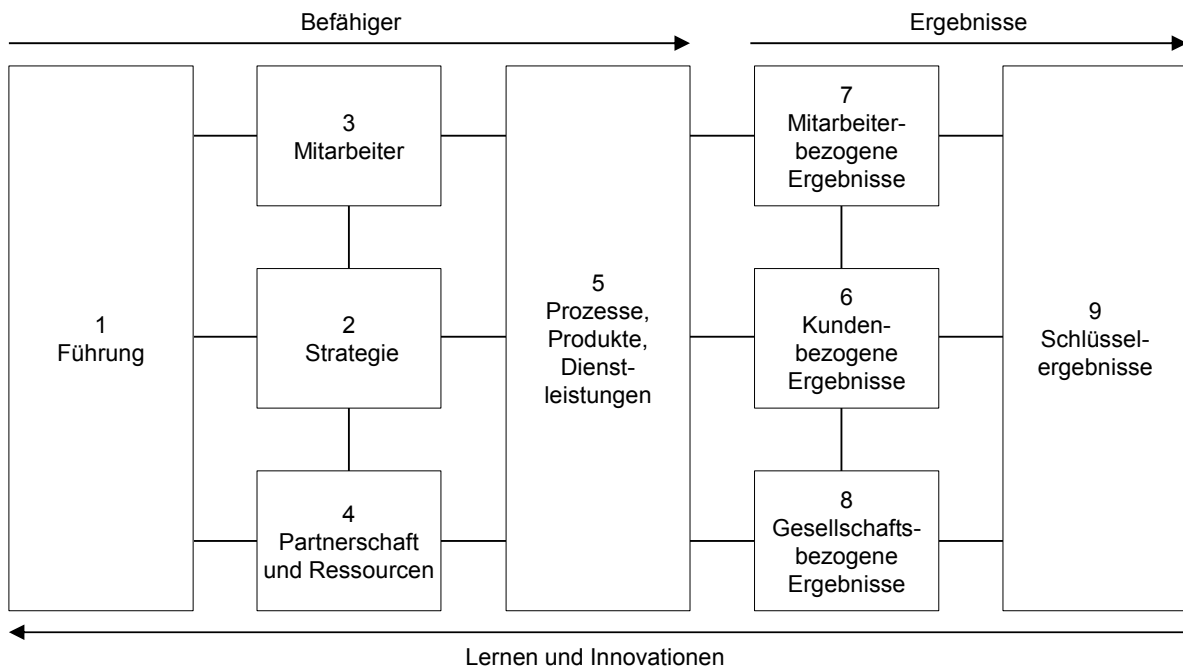 Befähiger
Ergebnisse
1
Führung
3
Mitarbeiter
2
Strategie
4
Partnerschaft
und Ressourcen
5
Prozesse,
Produkte,
Dienst-
leistungen
7
Mitarbeiter-
bezogene
Ergebnisse
6
Kunden-
bezogene
Ergebnisse
8
Gesellschafts-
bezogene
Ergebnisse
9
Schlüssel-
ergebnisse
Lernen und Innovationen